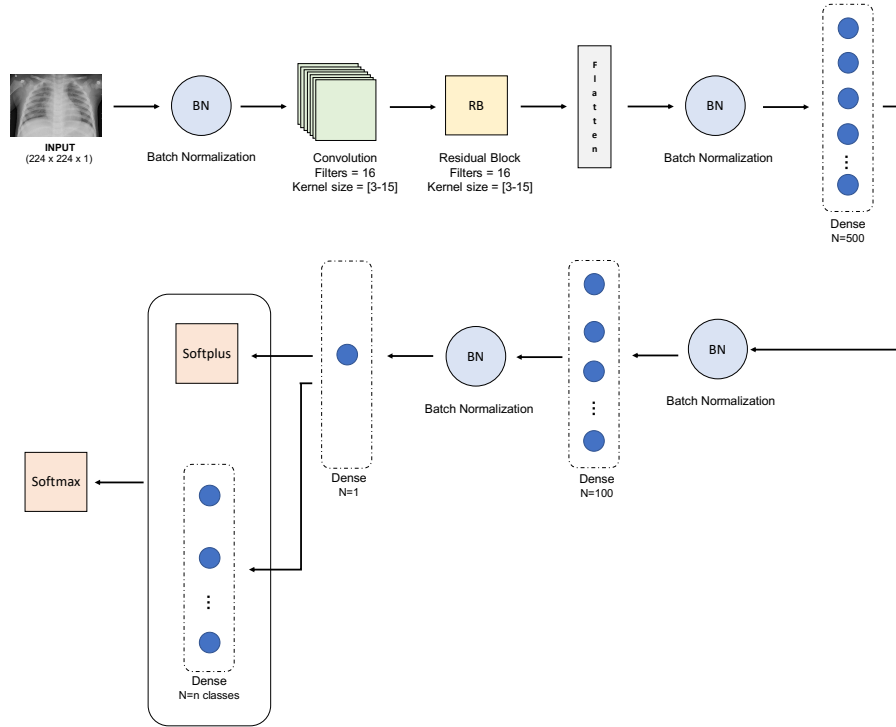 INPUT
(224 x 224 x 1)
BN
Batch Normalization
Convolution
Filters = 16
Kernel size = [3-15]
RB
Residual Block
Filters = 16
Kernel size = [3-15]
Flatten
BN
Batch Normalization
Dense
N=500
BN
Batch Normalization
Dense
N=100
BN
Batch Normalization
Dense
N=1
Softplus
Dense
N=n classes
Softmax